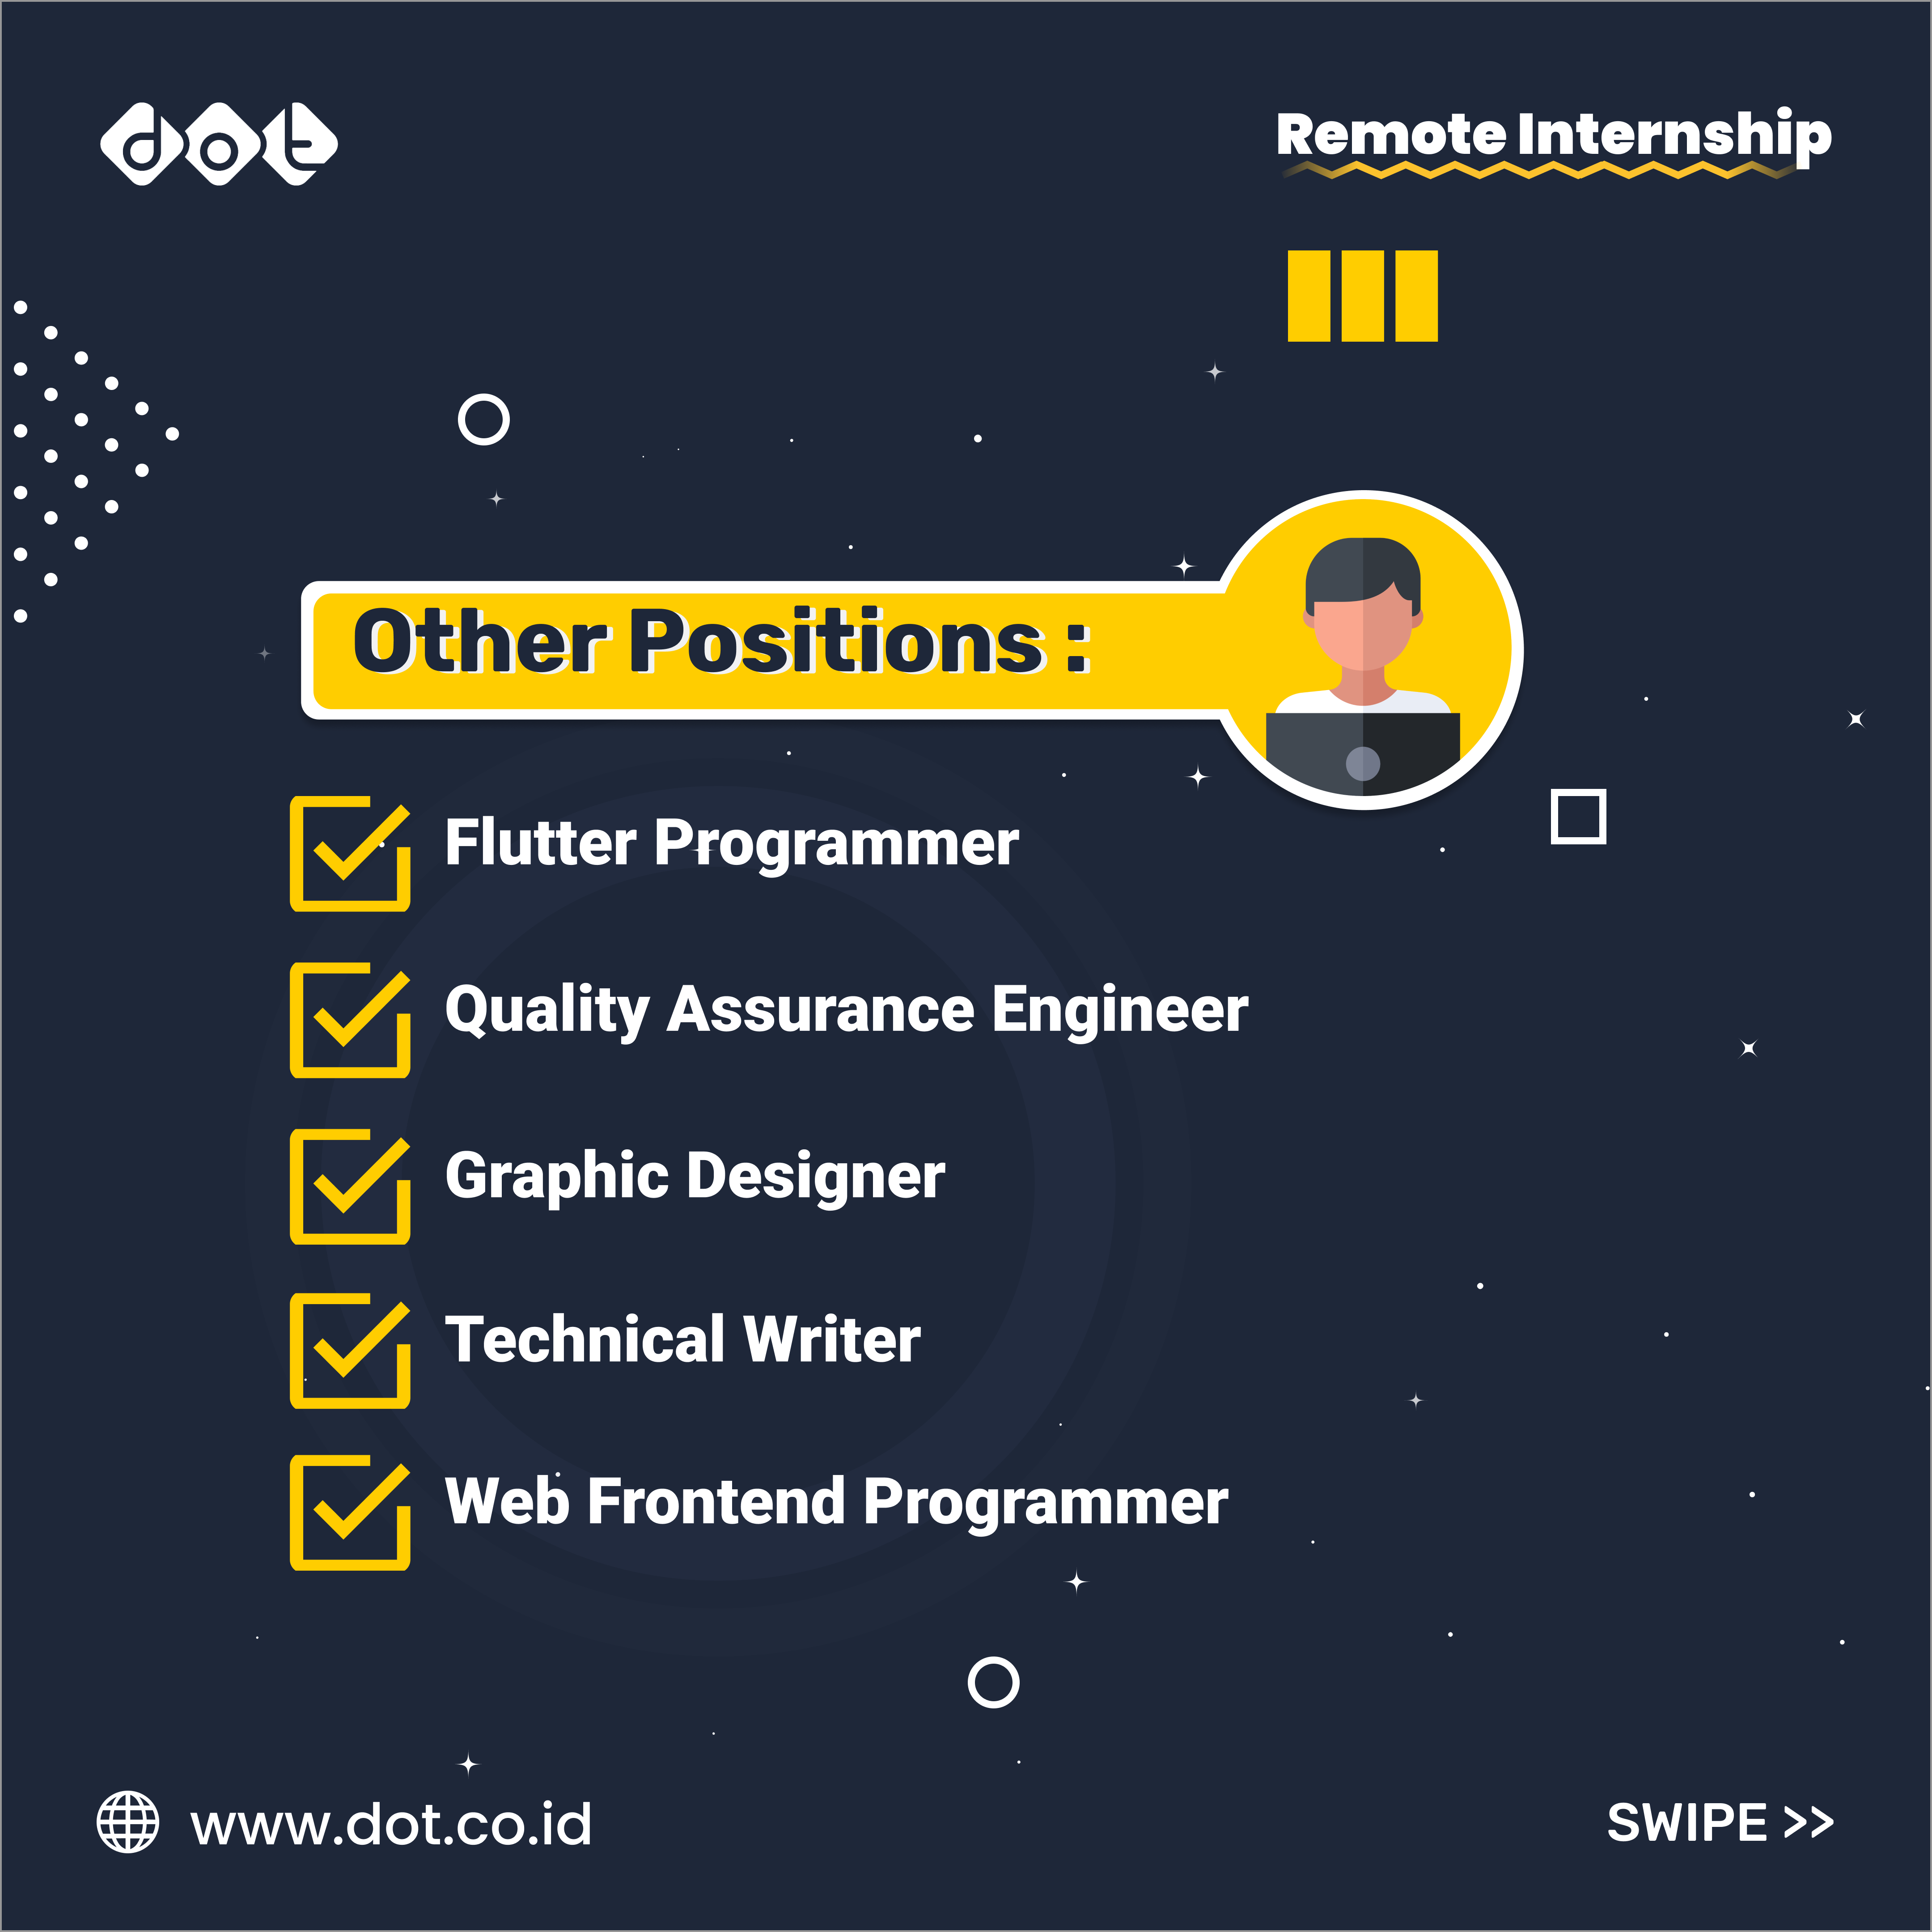 dot
Remote Internship
Other Positions :
Flutter Programmer
Quality Assurance Engineer
Graphic Designer
Technical Writer
Web Frontend Programmer
www.dot.co.id
SWIPE >>